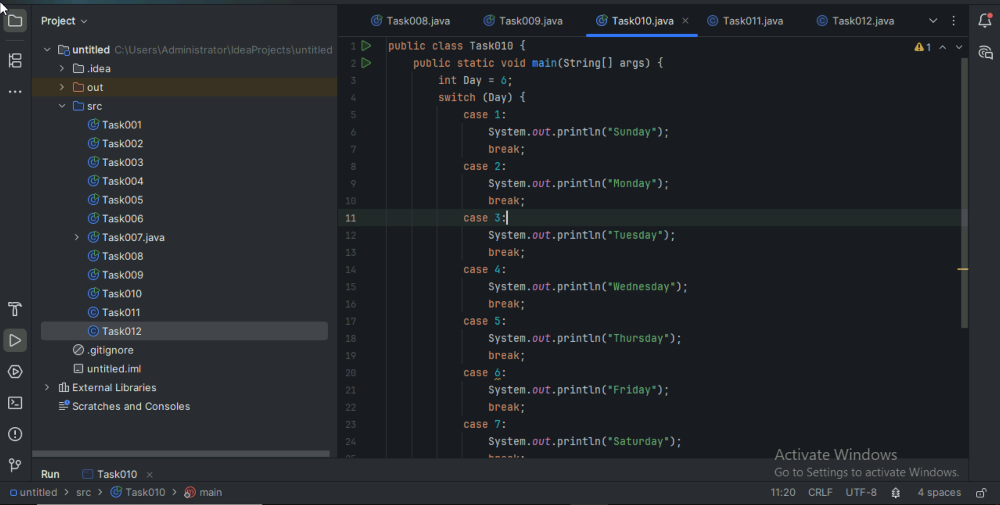 Project
untitled C:\Users\Administrator\IdeaProjects\untitled
.idea
out
src
Task001
Task002
Task003
Task004
Task005
Task006
Task007.java
Task008
Task009
Task010
Task011
Task012
.gitignore
untitled.iml
External Libraries
Scratches and Consoles
Task008.java Task009.java Task010.java Task011.java Task012.java
1 public class Task010 {
2 public static void main(String[] args) {
3 int Day = 6;
4 switch (Day) {
5 case 1:
6 System.out.println("Sunday");
7 break;
8 case 2:
9 System.out.println("Monday");
10 break;
11 case 3:
12 System.out.println("Tuesday");
13 break;
14 case 4:
15 System.out.println("Wednesday");
16 break;
17 case 5:
18 System.out.println("Thursday");
19 break;
20 case 6:
21 System.out.println("Friday");
22 break;
23 case 7:
24 System.out.println("Saturday");
25 break;
1
Activate Windows
Go to Settings to activate Windows.
Run Task010
untitled > src > Task010 > main
11:20 CRLF UTF-8 4 spaces